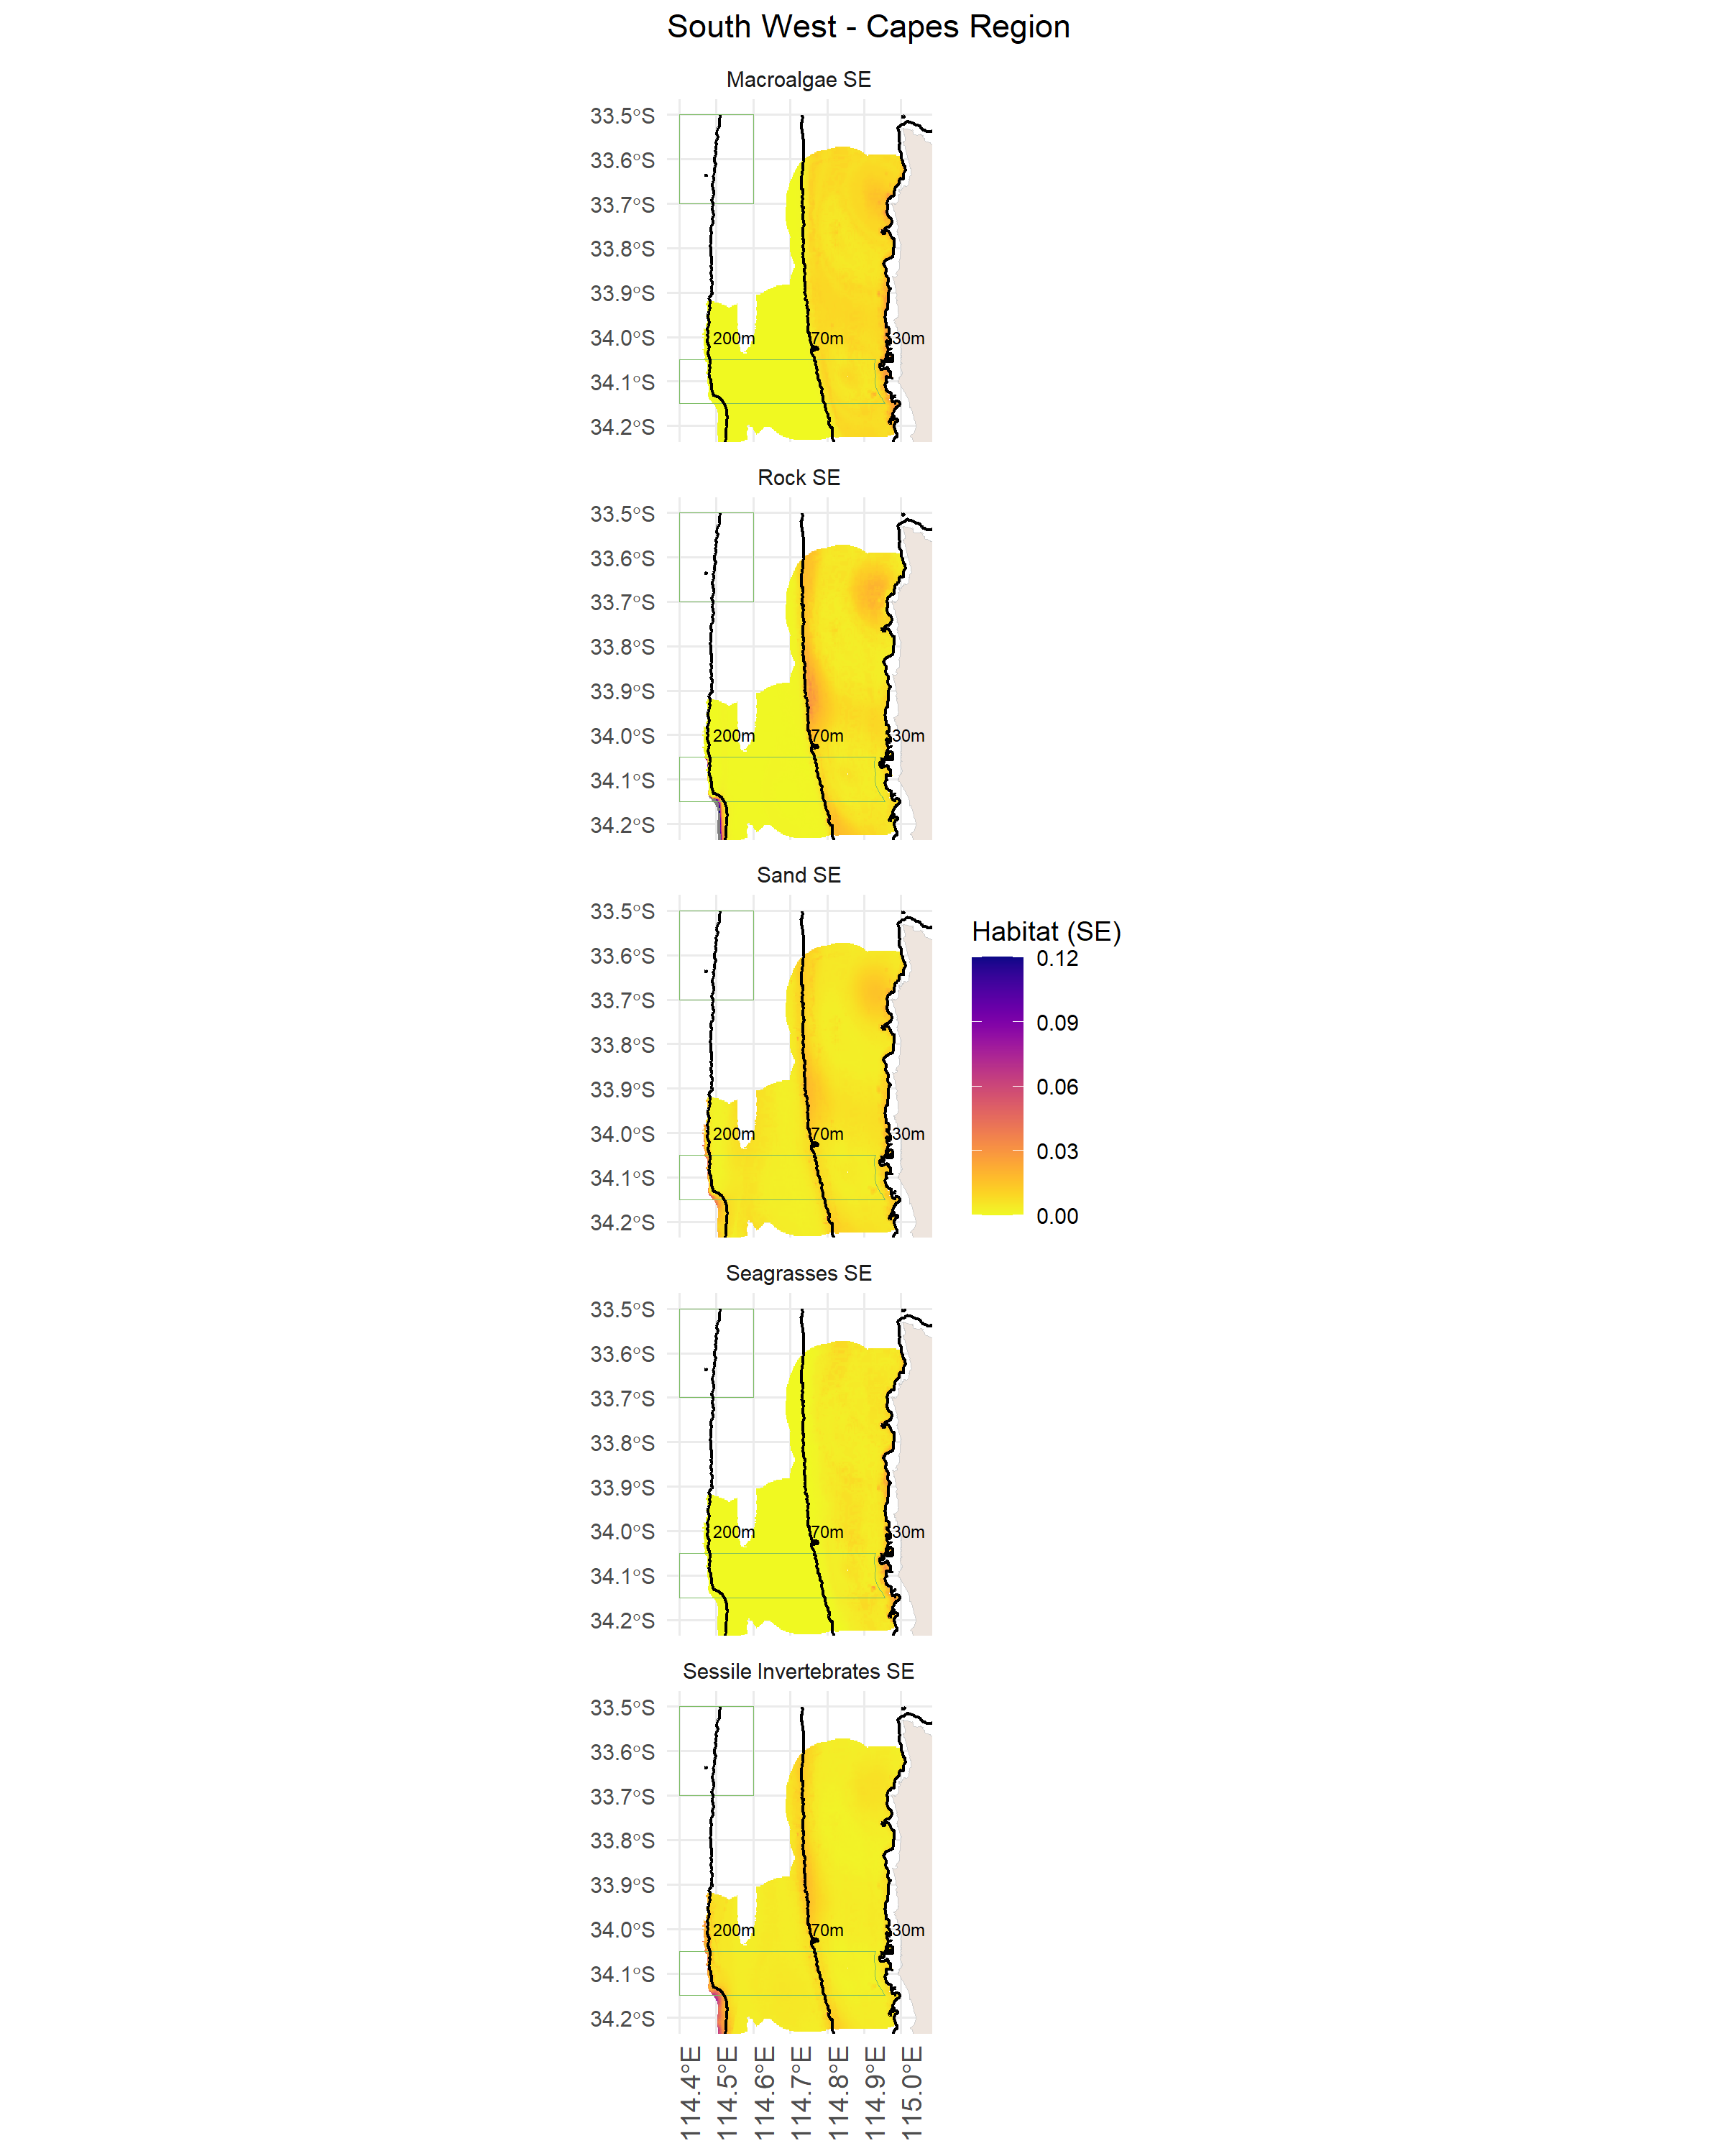 South West - Capes Region
Macroalgae SE
33.5°S
33.6°S
33.7°S
33.8°S
33.9°S
34.0°S
34.1°S
34.2°S
200m
70m
30m
Rock SE
33.5°S
33.6°S
33.7°S
33.8°S
33.9°S
34.0°S
34.1°S
34.2°S
200m
70m
30m
Sand SE
33.5°S
33.6°S
33.7°S
33.8°S
33.9°S
34.0°S
34.1°S
34.2°S
200m
70m
30m
Habitat (SE)
0.12
0.09
0.06
0.03
0.00
Seagrasses SE
33.5°S
33.6°S
33.7°S
33.8°S
33.9°S
34.0°S
34.1°S
34.2°S
200m
70m
30m
Sessile Invertebrates SE
33.5°S
33.6°S
33.7°S
33.8°S
33.9°S
34.0°S
34.1°S
34.2°S
200m
70m
30m
114.4°E
114.5°E
114.6°E
114.7°E
114.8°E
114.9°E
115.0°E